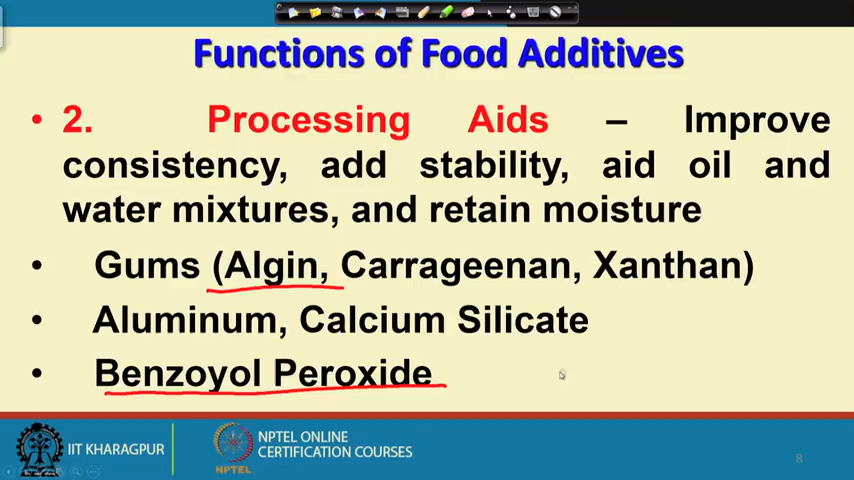 Functions of Food Additives
• 2. Processing Aids – Improve
consistency, add stability, aid oil and
water mixtures, and retain moisture
• Gums (Algin, Carrageenan, Xanthan)
• Aluminum, Calcium Silicate
• Benzoyol Peroxide
IIT KHARAGPUR
NPTEL
NPTEL ONLINE
CERTIFICATION COURSES
8